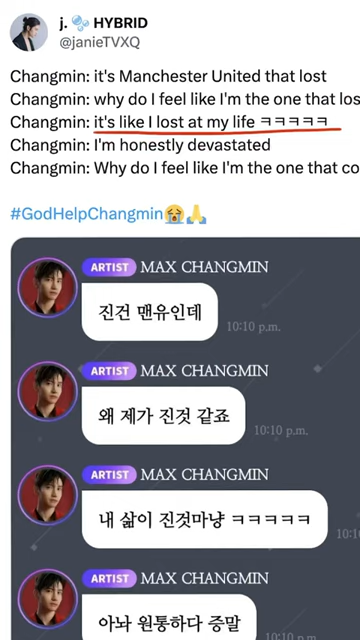 j. HYBRID
@janieTVXQ
Changmin: it's Manchester United that lost
Changmin: why do I feel like I'm the one that los
Changmin: it's like I lost at my life ㅋㅋㅋㅋㅋ
Changmin: I'm honestly devastated
Changmin: Why do I feel like I'm the one that co
#GodHelpChangmin😭🙏
ARTIST MAX CHANGMIN
진건 맨유인데
10:10 p.m.
ARTIST MAX CHANGMIN
왜 제가 진것 같죠
10:10 p.m.
ARTIST MAX CHANGMIN
내 삶이 진것마냥 ㅋㅋㅋㅋㅋ
10:1
ARTIST MAX CHANGMIN
아놔 원통하다 증말
10:10 p.m.